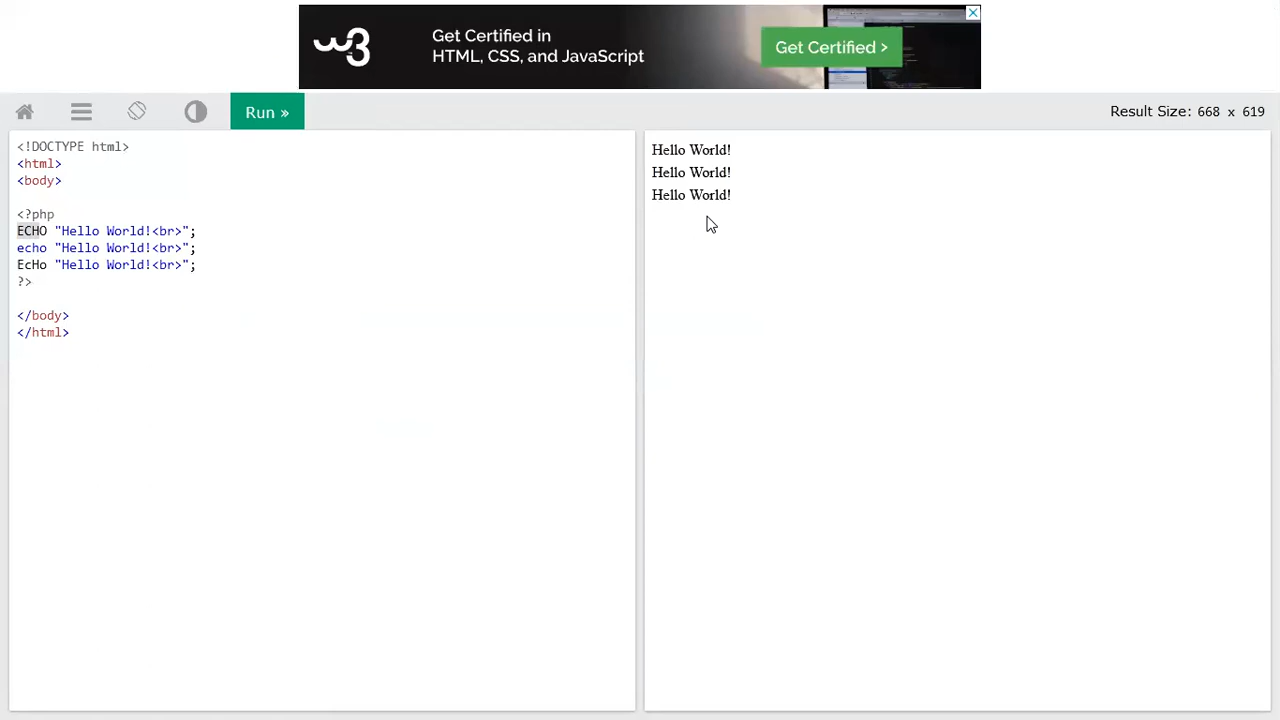 w3
Get Certified in
HTML, CSS, and JavaScript
Get Certified >
Run »
Result Size: 668 x 619
<!DOCTYPE html>
<html>
<body>
<?php
ECHO "Hello World!<br>";
echo "Hello World!<br>";
EcHo "Hello World!<br>";
?>
</body>
</html>
Hello World!
Hello World!
Hello World!